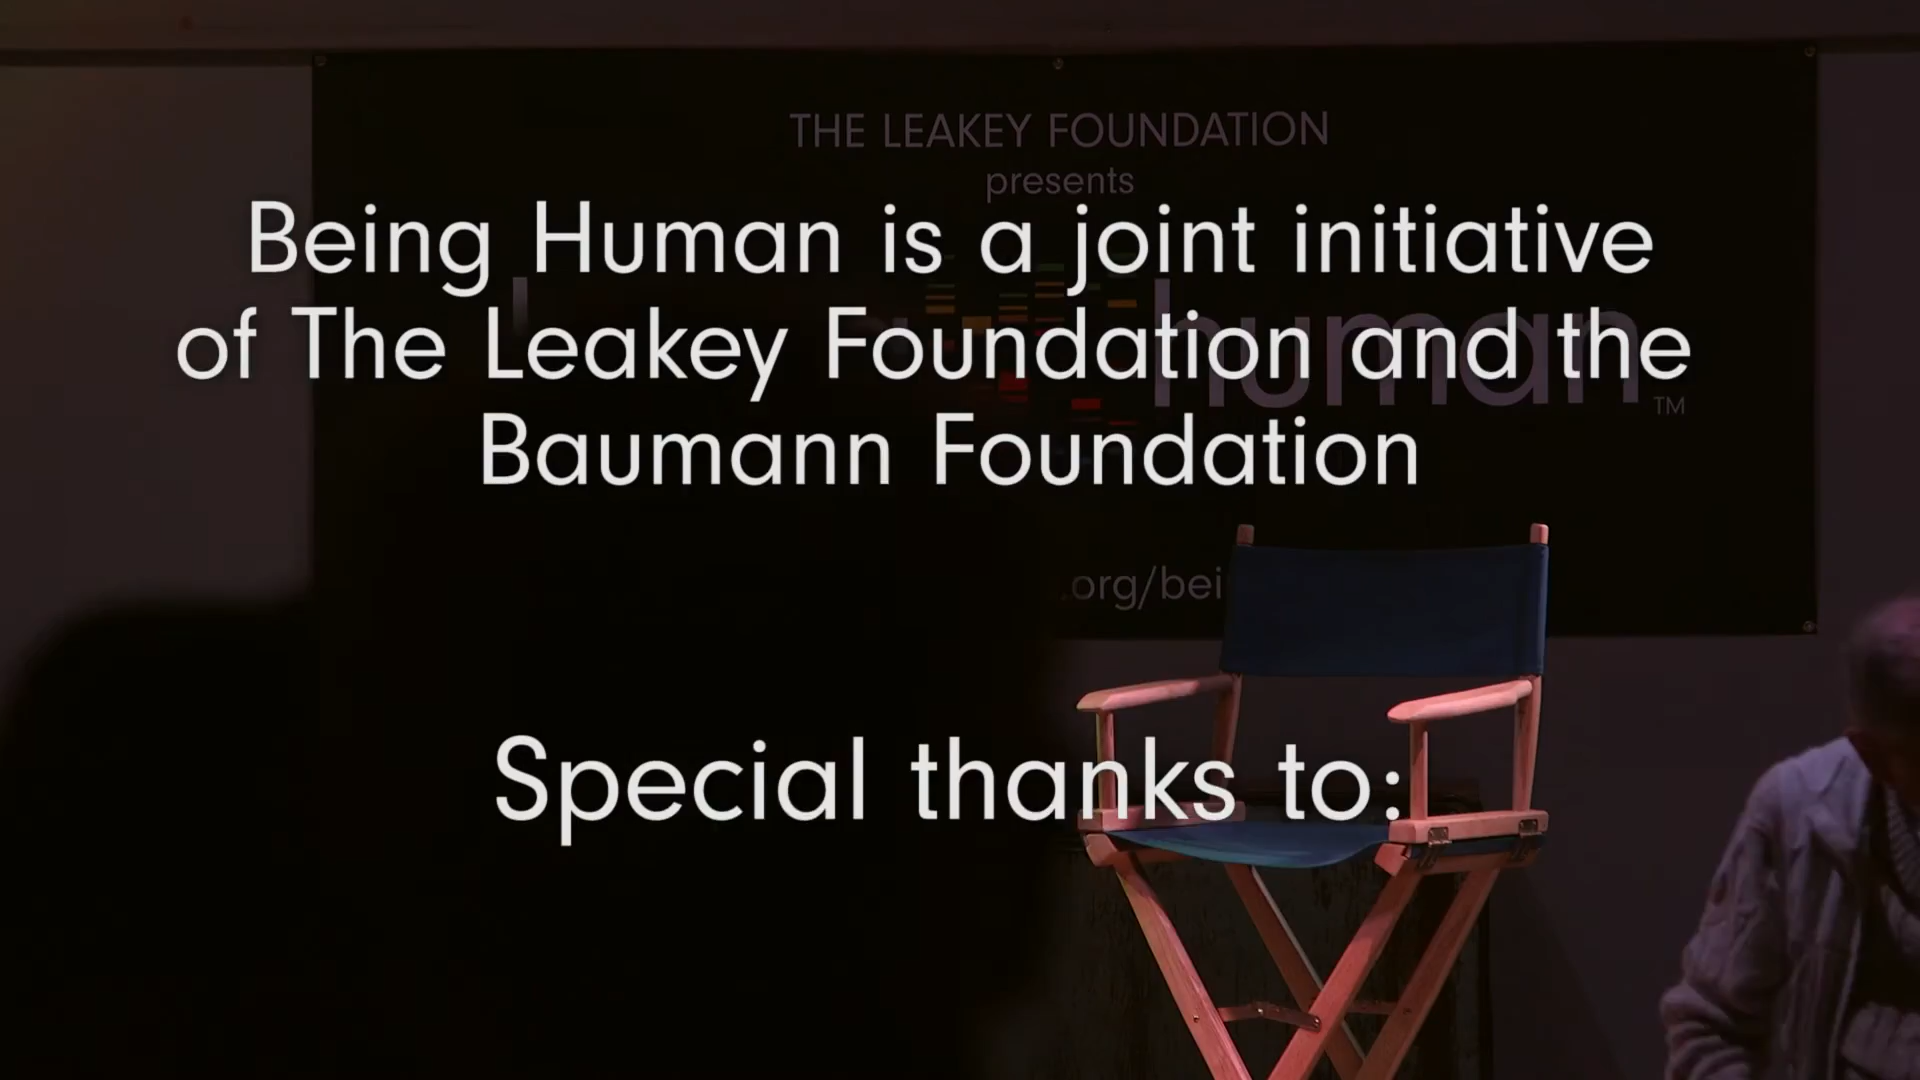 THE LEAKEY FOUNDATION
presents
Being Human is a joint initiative
of The Leakey Foundation and the
human™
Baumann Foundation
.org/bei
Special thanks to: